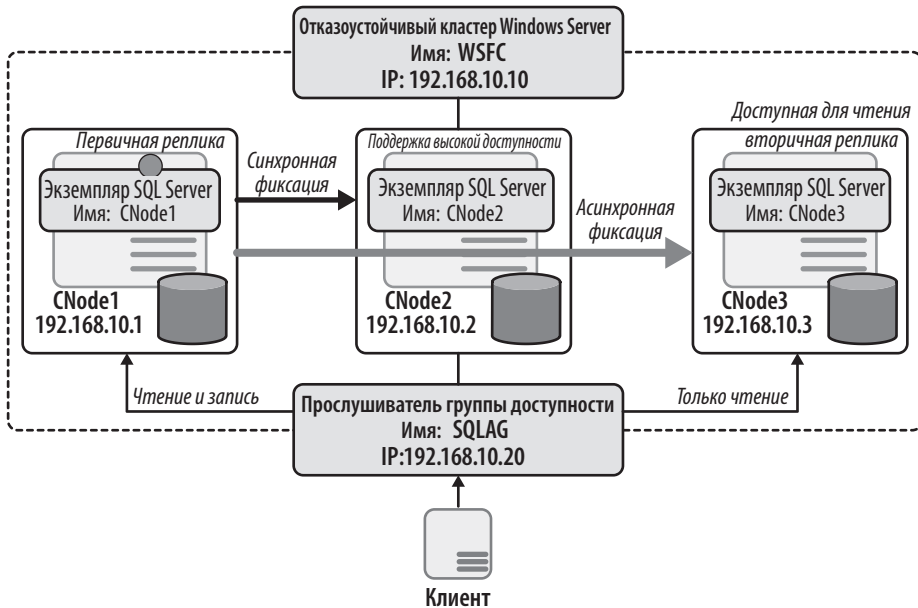 Отказоустойчивый кластер Windows Server
Имя: WSFC
IP: 192.168.10.10
Первичная реплика
Экземпляр SQL Server
Имя: CNode1
CNode1
192.168.10.1
Синхронная
фиксация
Поддержка высокой доступности
Экземпляр SQL Server
Имя: CNode2
CNode2
192.168.10.2
Асинхронная
фиксация
Доступная для чтения
вторичная реплика
Экземпляр SQL Server
Имя: CNode3
CNode3
192.168.10.3
Чтение и запись
Прослушиватель группы доступности
Имя: SQLAG
IP:192.168.10.20
Только чтение
Клиент